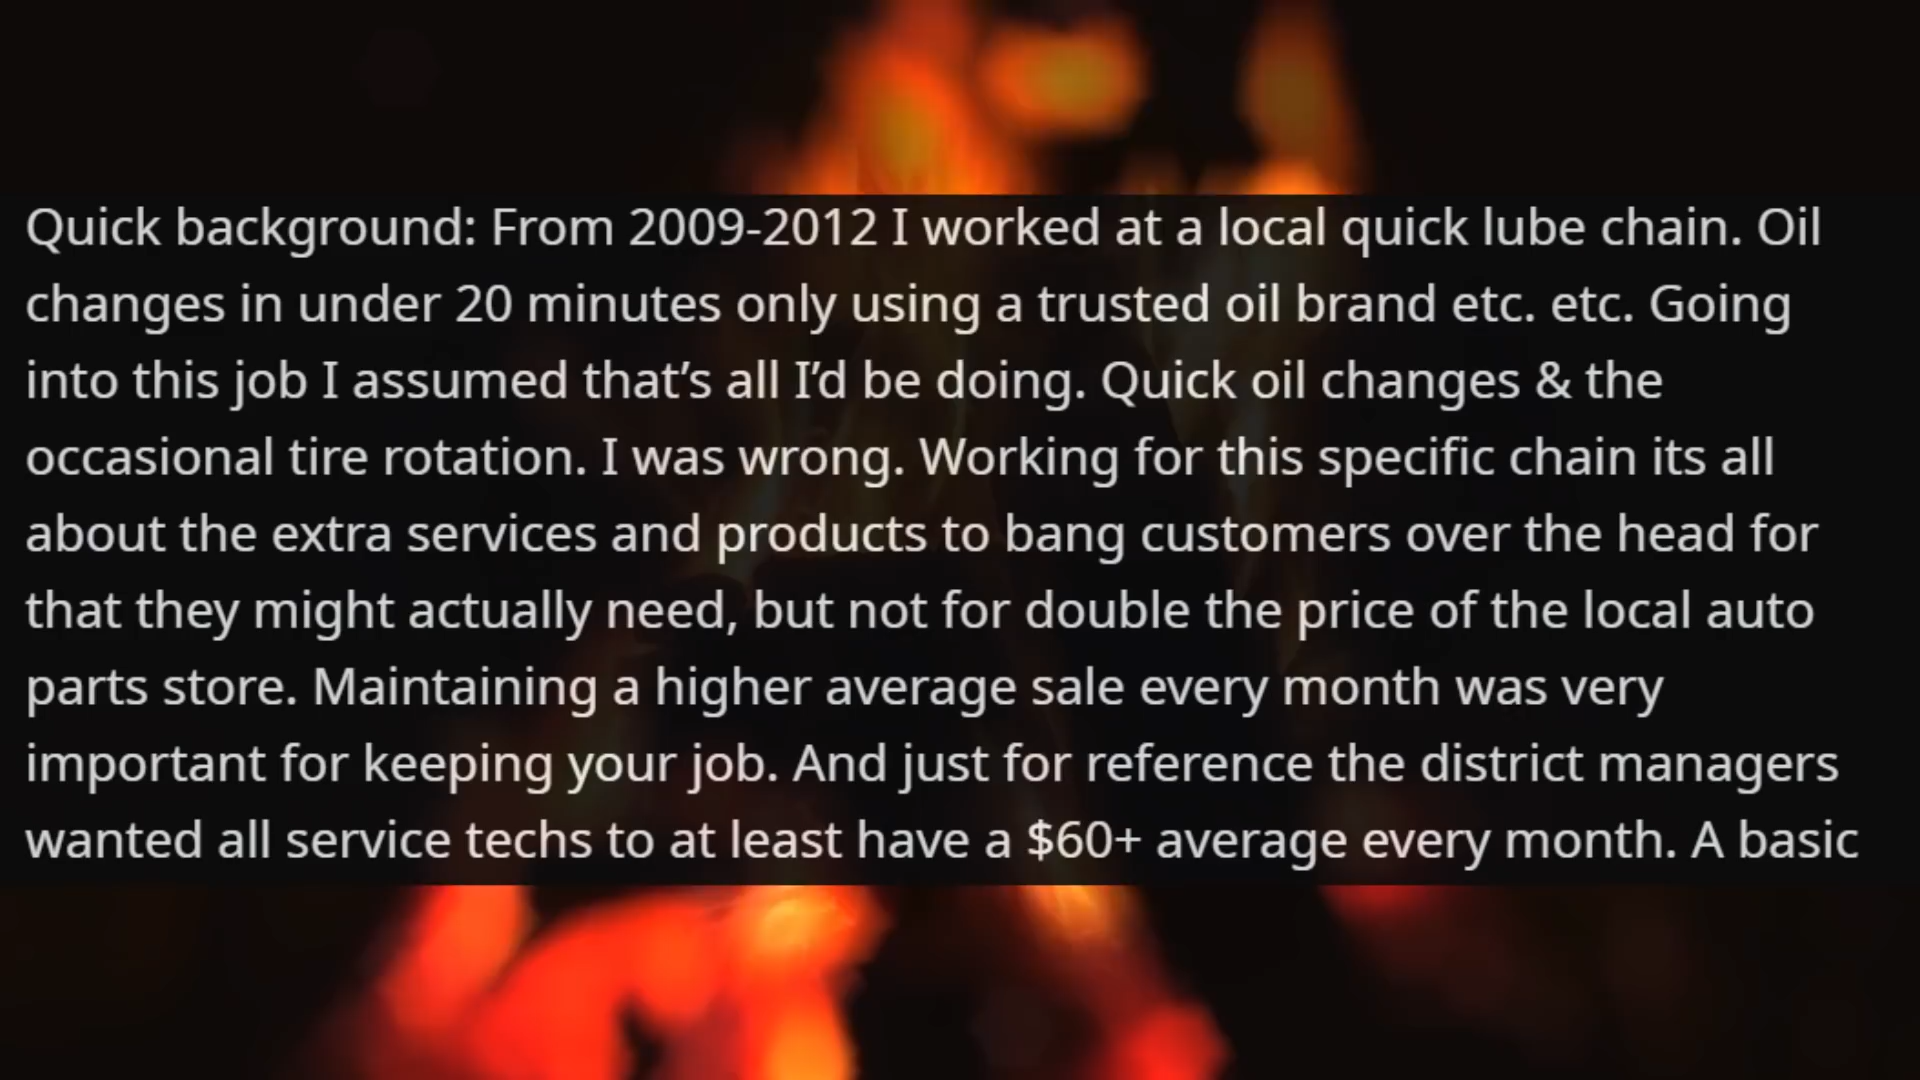 Quick background: From 2009-2012 I worked at a local quick lube chain. Oil
changes in under 20 minutes only using a trusted oil brand etc. etc. Going
into this job I assumed that’s all I’d be doing. Quick oil changes & the
occasional tire rotation. I was wrong. Working for this specific chain its all
about the extra services and products to bang customers over the head for
that they might actually need, but not for double the price of the local auto
parts store. Maintaining a higher average sale every month was very
important for keeping your job. And just for reference the district managers
wanted all service techs to at least have a $60+ average every month. A basic